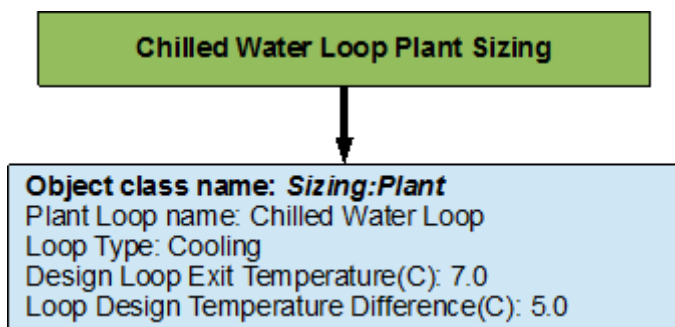 Chilled Water Loop Plant Sizing
Object class name: Sizing:Plant
Plant Loop name: Chilled Water Loop
Loop Type: Cooling
Design Loop Exit Temperature(C): 7.0
Loop Design Temperature Difference(C): 5.0